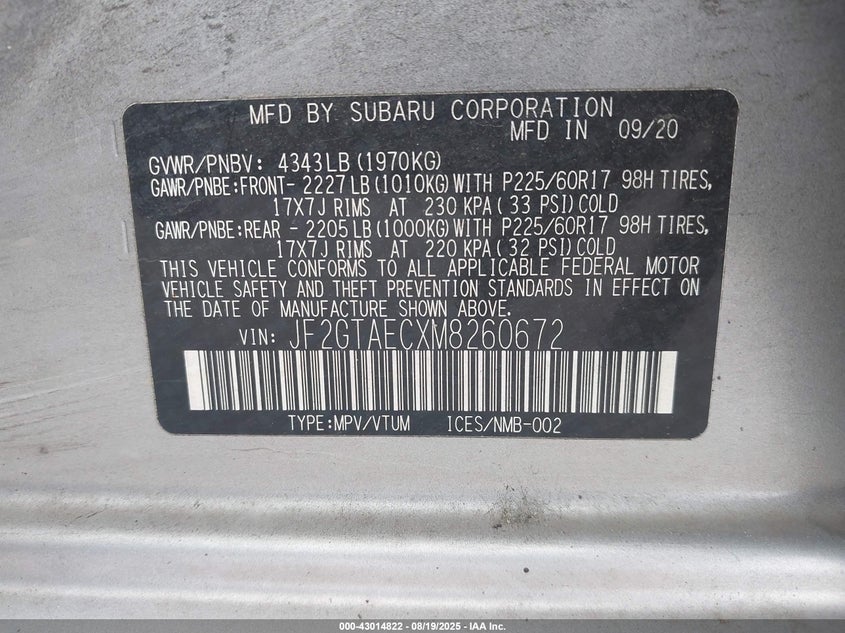 MFD BY SUBARU CORPORATION
MFD IN 09/20
GVWR/PNBV: 4343LB (1970KG)
GAWR/PNBE:FRONT- 2227 LB (1010KG) WITH P225/60R17 98H TIRES,
17X7J RIMS AT 230 KPA ( 33 PSI) COLD
GAWR/PNBE:REAR - 2205 LB (1000KG) WITH P225/60R17 98H TIRES,
17X7J RIMS AT 220 KPA ( 32 PSI) COLD
THIS VEHICLE CONFORMS TO ALL APPLICABLE FEDERAL MOTOR
VEHICLE SAFETY AND THEFT PREVENTION STANDARDS IN EFFECT ON
THE DATE OF MANUFACTURE SHOWN ABOVE.
VIN: JF2GTAECXM8260672
TYPE:MPV/VTUM ICES/NMB-002
000-43014822 - 08/19/2025 - IAA Inc.